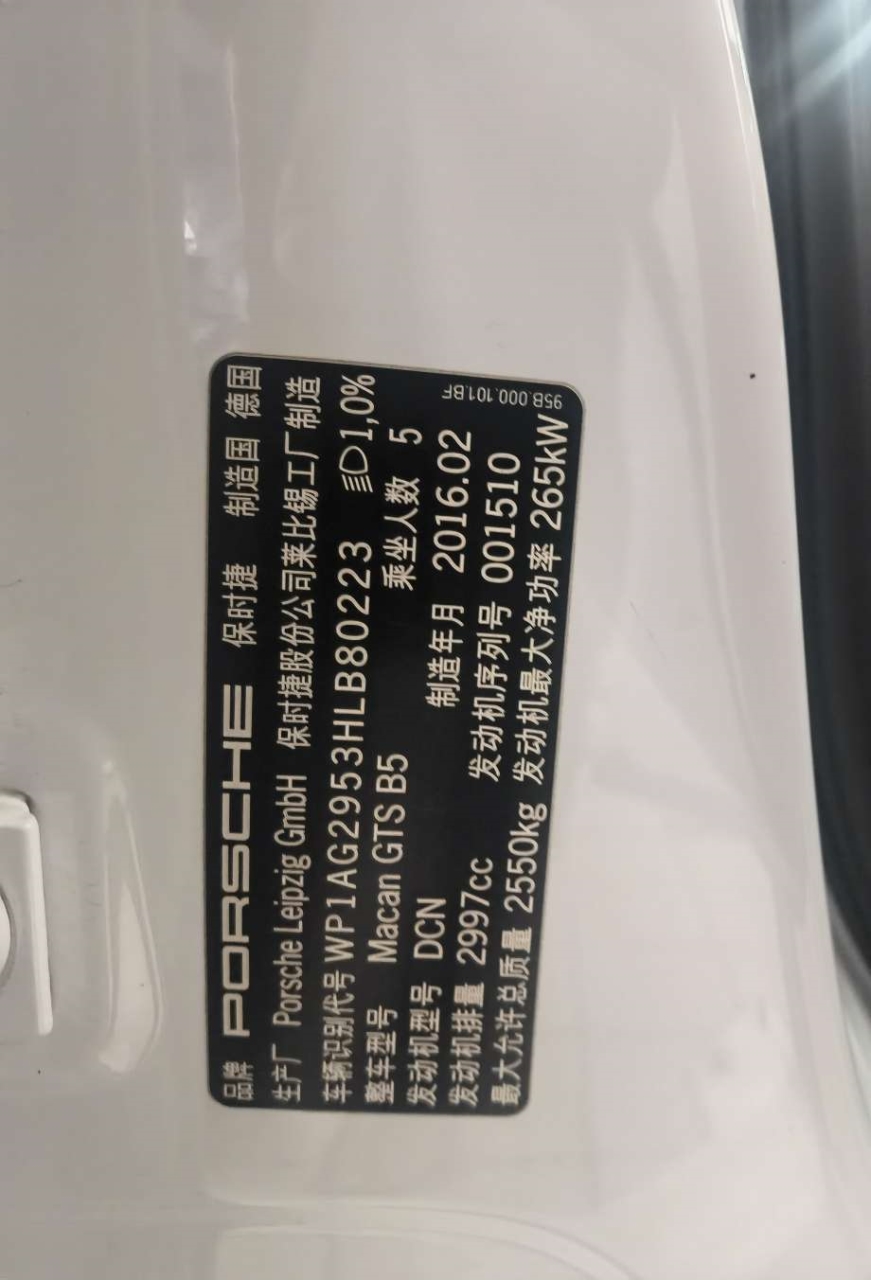 品牌 PORSCHE 保时捷 制造国 德国
生产厂 Porsche Leipzig GmbH 保时捷股份公司莱比锡工厂制造
车辆识别代号 WP1AG2953HLB80223 1,0%
整车型号 Macan GTS B5 乘坐人数 5
发动机型号 DCN 制造年月 2016.02
发动机排量 2997cc 发动机序列号 001510
最大允许总质量 2550kg 发动机最大净功率 265kW
95B.000.101.BF